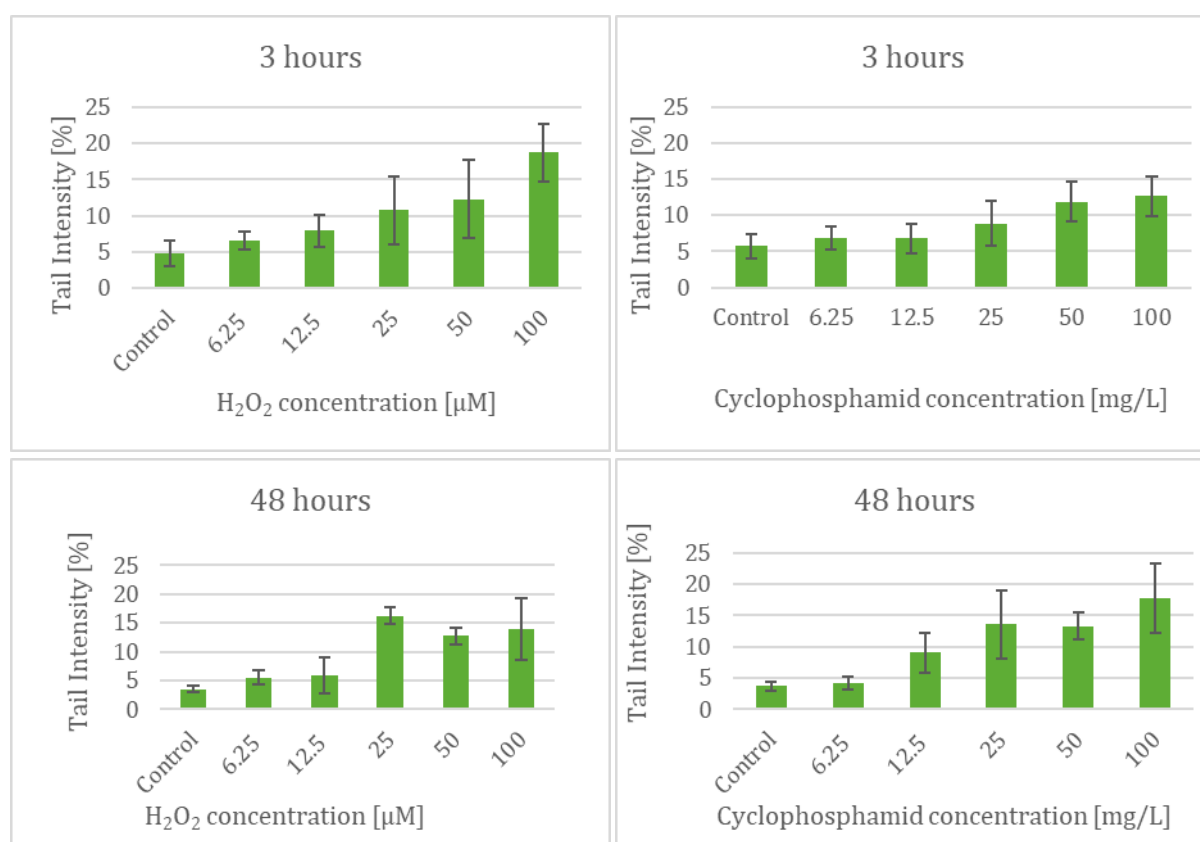 3 hours
Tail Intensity [%]
25
20
15
10
5
0
Control
6.25
12.5
25
50
100
H₂O₂ concentration [µM]
3 hours
Tail Intensity [%]
25
20
15
10
5
0
Control 6.25 12.5 25 50 100
Cyclophosphamid concentration [mg/L]
48 hours
Tail Intensity [%]
25
20
15
10
5
0
Control
6.25
12.5
25
50
100
H₂O₂ concentration [µM]
48 hours
Tail Intensity [%]
25
20
15
10
5
0
Control
6.25
12.5
25
50
100
Cyclophosphamid concentration [mg/L]